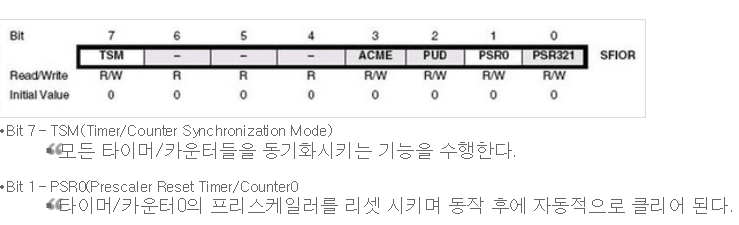 Bit 7 6 5 4 3 2 1 0
TSM – – – ACME PUD PSR0 PSR321 SFIOR
Read/Write R/W R R R R/W R/W R/W R/W
Initial Value 0 0 0 0 0 0 0 0
•Bit 7 – TSM(Timer/Counter Synchronization Mode)
모든 타이머/카운터들을 동기화시키는 기능을 수행한다.
•Bit 1 – PSR0(Prescaler Reset Timer/Counter0
타이머/카운터0의 프리스케일러를 리셋 시키며 동작 후에 자동적으로 클리어 된다.